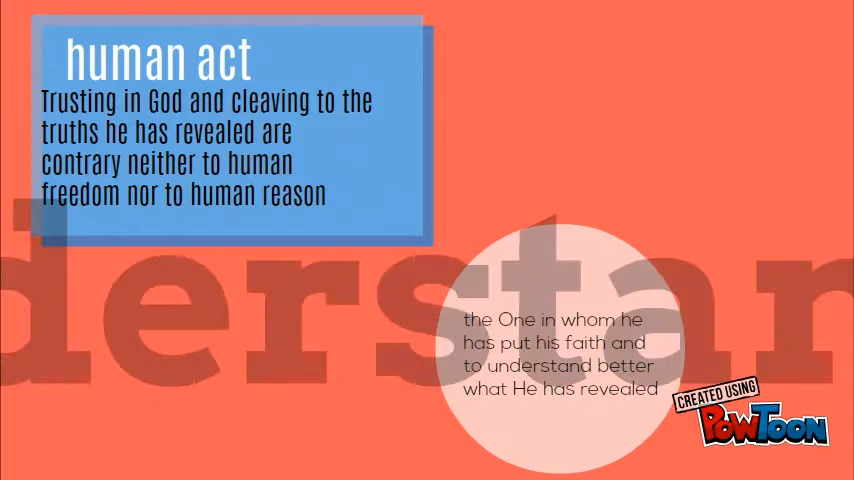 human act
Trusting in God and cleaving to the
truths he has revealed are
contrary neither to human
freedom nor to human reason
derstan
the One in whom he
has put his faith and
to understand better
what He has revealed
CREATED USING
POWTOON